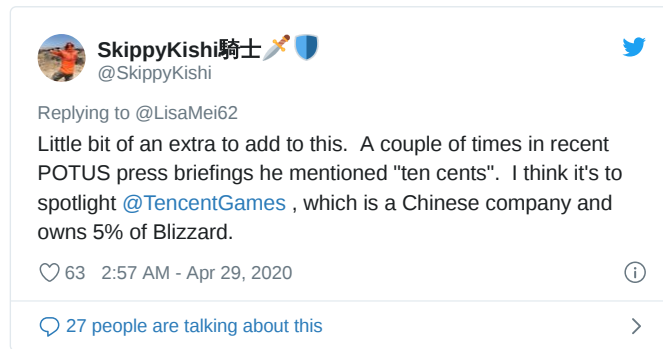 SkippyKishi騎士🗡️🛡️
@SkippyKishi
Replying to @LisaMei62
Little bit of an extra to add to this.  A couple of times in recent
POTUS press briefings he mentioned "ten cents".  I think it's to
spotlight @TencentGames , which is a Chinese company and
owns 5% of Blizzard.
63 2:57 AM - Apr 29, 2020
27 people are talking about this